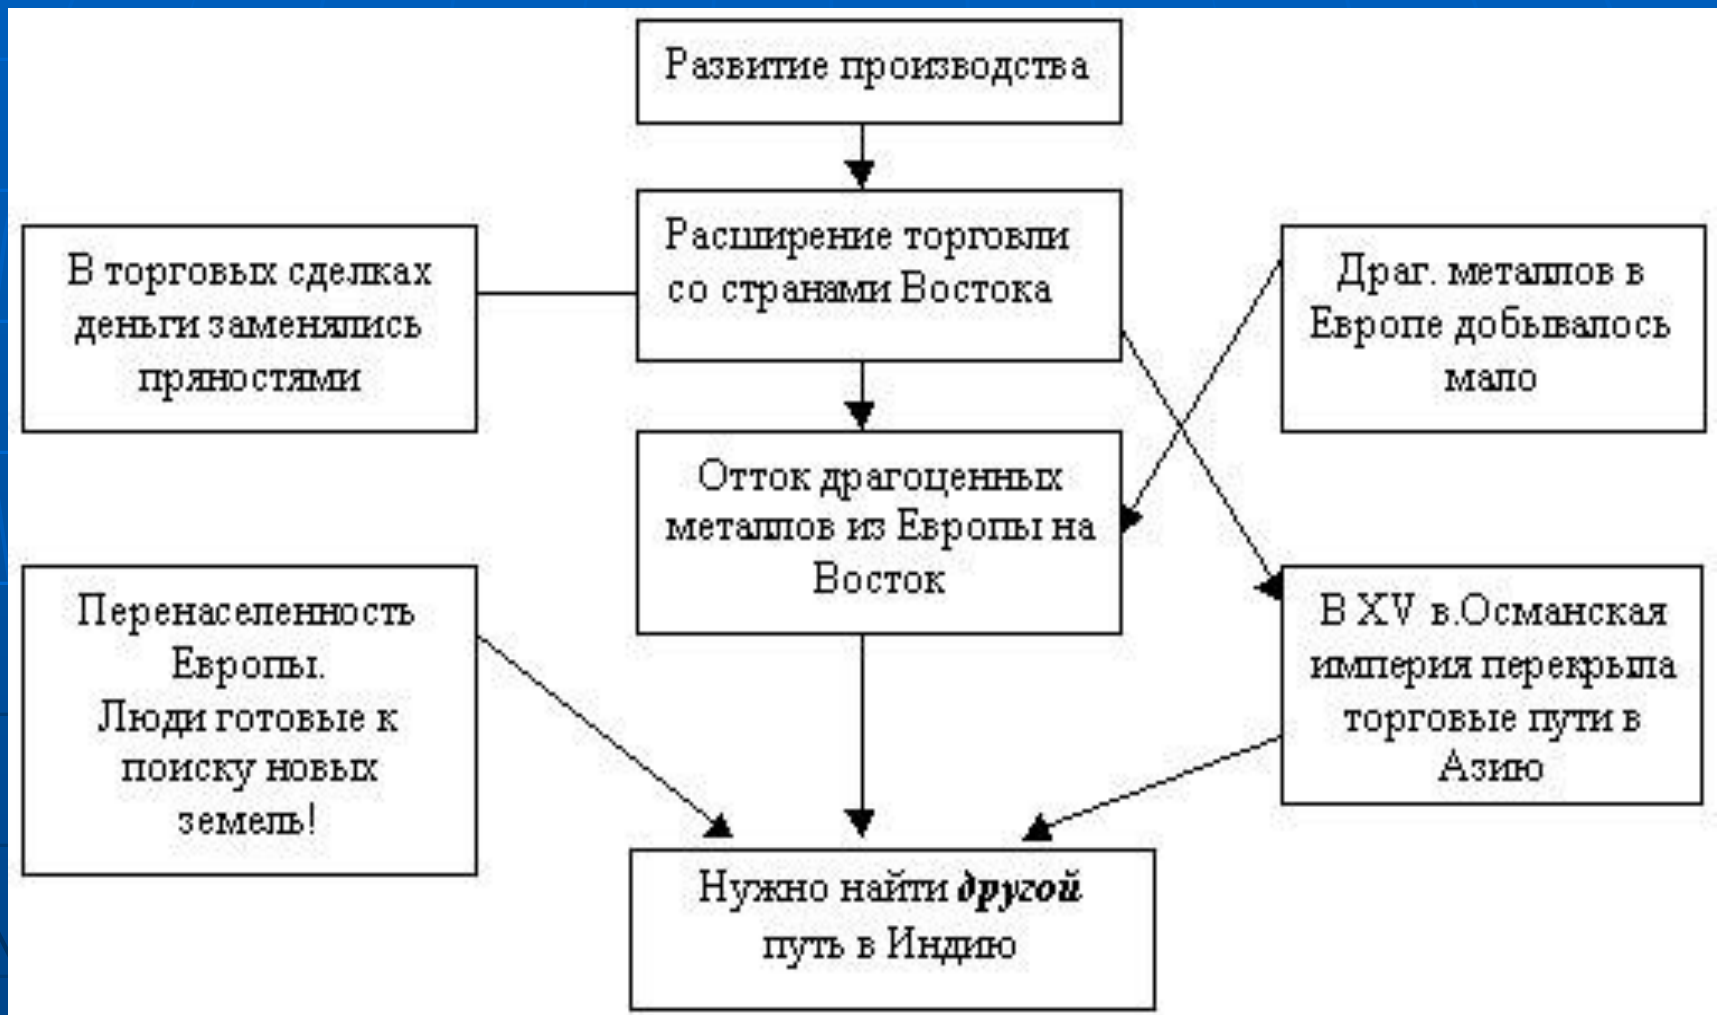 Развитие производства
Расширение торговли
со странами Востока
В торговых сделках
деньги заменялись
пряностями
Драг. металлов в
Европе добывалось
мало
Отток драгоценных
металлов из Европы на
Восток
Перенаселенность
Европы.
Люди готовые к
поиску новых
земель!
В XV в.Османская
империя перекрыла
торговые пути в
Азию
Нужно найти другой
путь в Индию